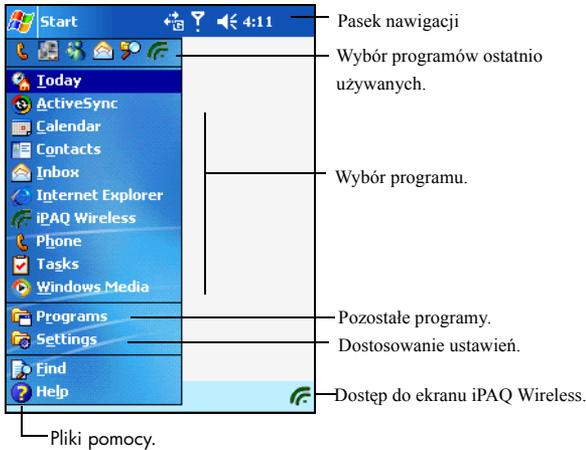 Start 4:11
Pasek nawigacji
Wybór programów ostatnio
używanych.
Today
ActiveSync
Calendar
Contacts
Inbox
Internet Explorer
iPAQ Wireless
Phone
Tasks
Windows Media
Wybór programu.
Programs
Pozostałe programy.
Settings
Dostosowanie ustawień.
Find
Help
Dostęp do ekranu iPAQ Wireless.
Pliki pomocy.